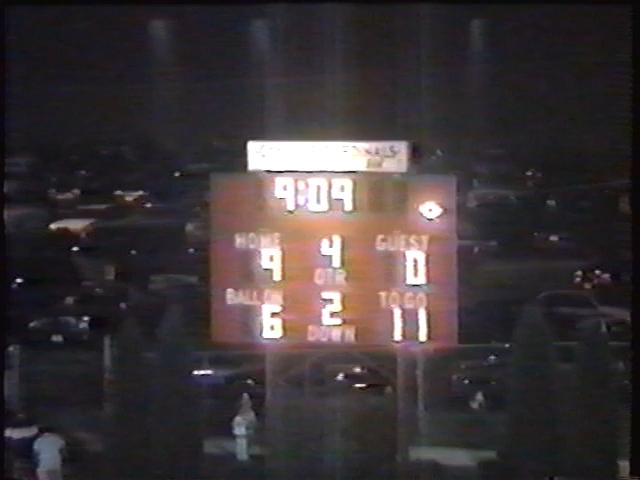 9:09
HOME 4 GUEST
9 QTR 0
BALL ON 2 TO GO
6 DOWN 11